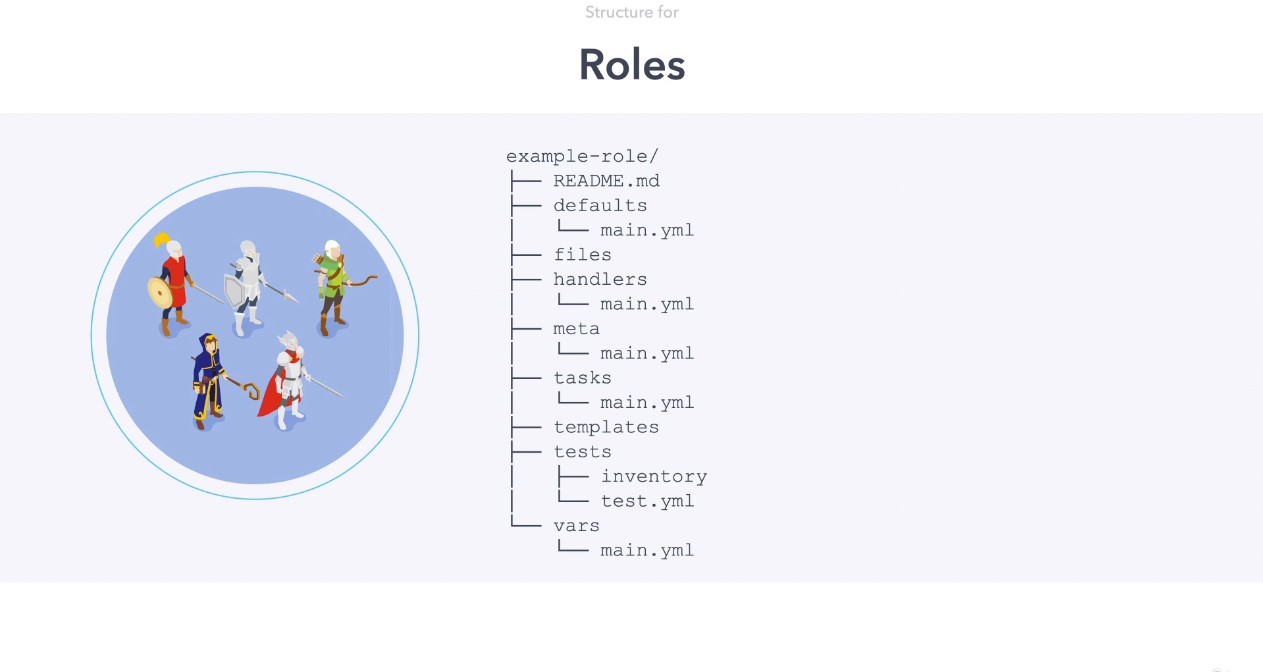 Structure for
Roles
example-role/
├── README.md
├── defaults
│   └── main.yml
├── files
├── handlers
│   └── main.yml
├── meta
│   └── main.yml
├── tasks
│   └── main.yml
├── templates
├── tests
│   ├── inventory
│   └── test.yml
└── vars
    └── main.yml